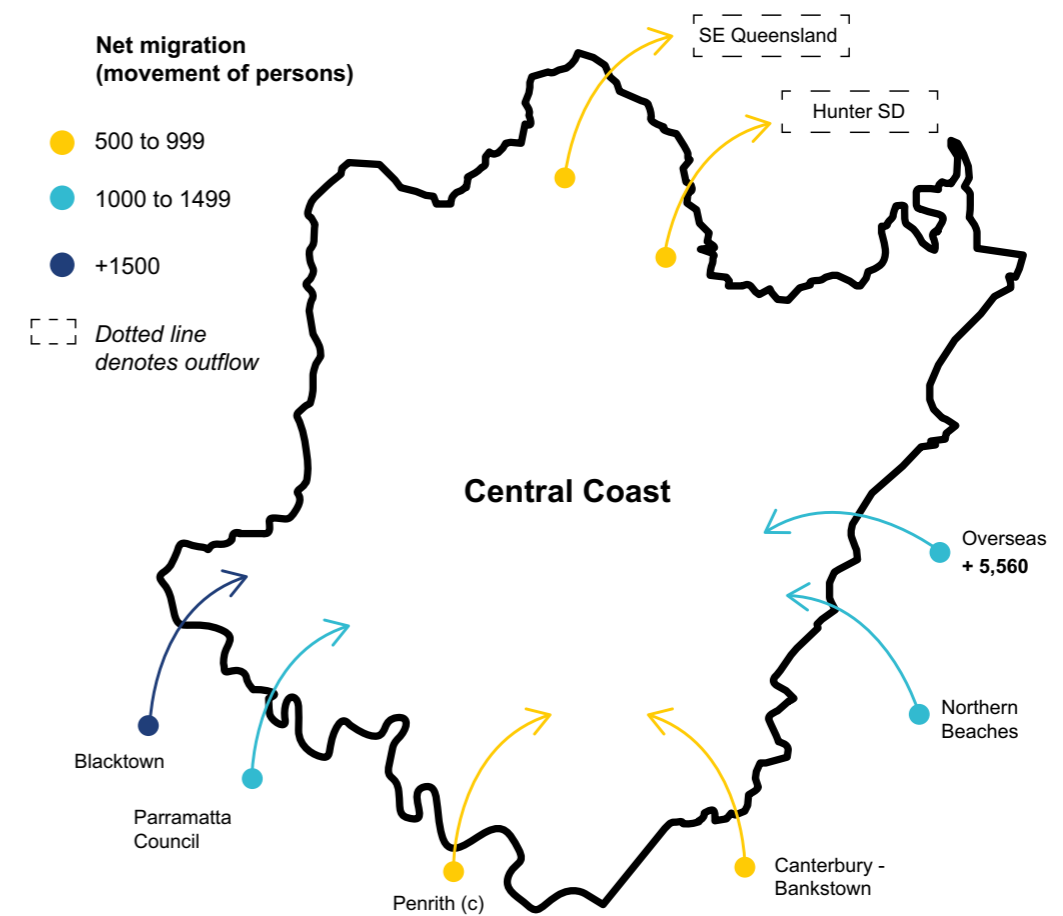 Net migration
(movement of persons)
500 to 999
1000 to 1499
+1500
Dotted line
denotes outflow
SE Queensland
Hunter SD
Central Coast
Overseas
+ 5,560
Northern
Beaches
Blacktown
Parramatta
Council
Penrith (c)
Canterbury -
Bankstown